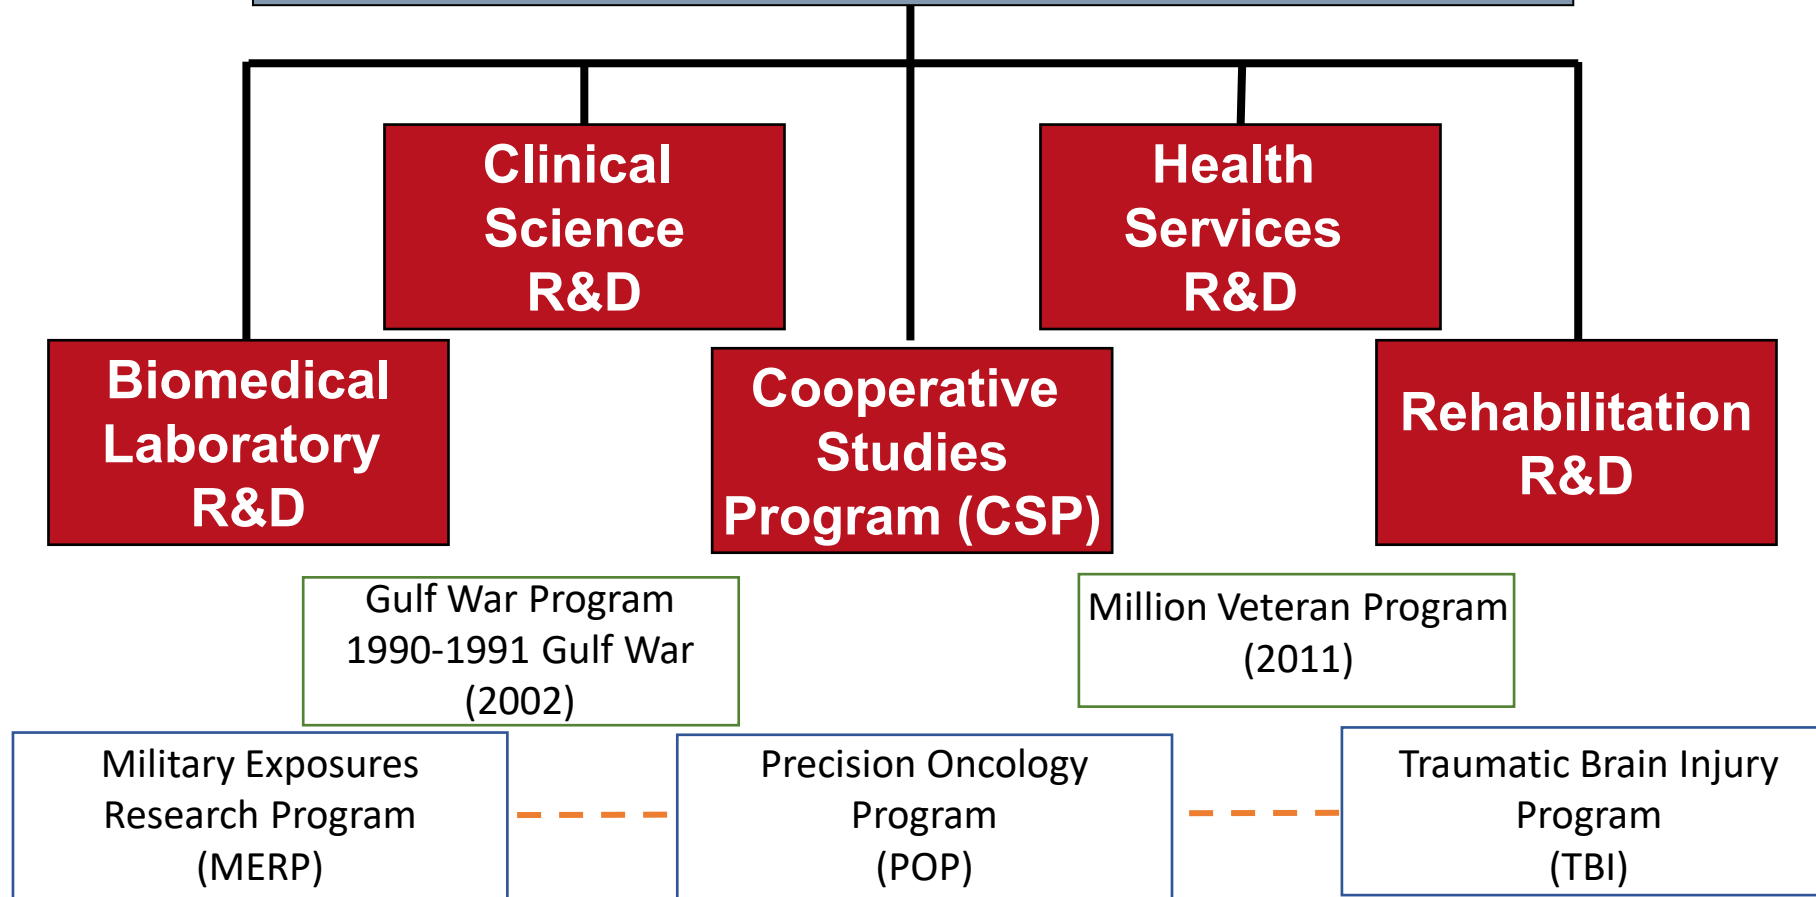 Clinical
Science
R&D
Health
Services
R&D
Biomedical
Laboratory
R&D
Cooperative
Studies
Program (CSP)
Rehabilitation
R&D
Gulf War Program
1990-1991 Gulf War
(2002)
Million Veteran Program
(2011)
Military Exposures
Research Program
(MERP)
Precision Oncology
Program
(POP)
Traumatic Brain Injury
Program
(TBI)